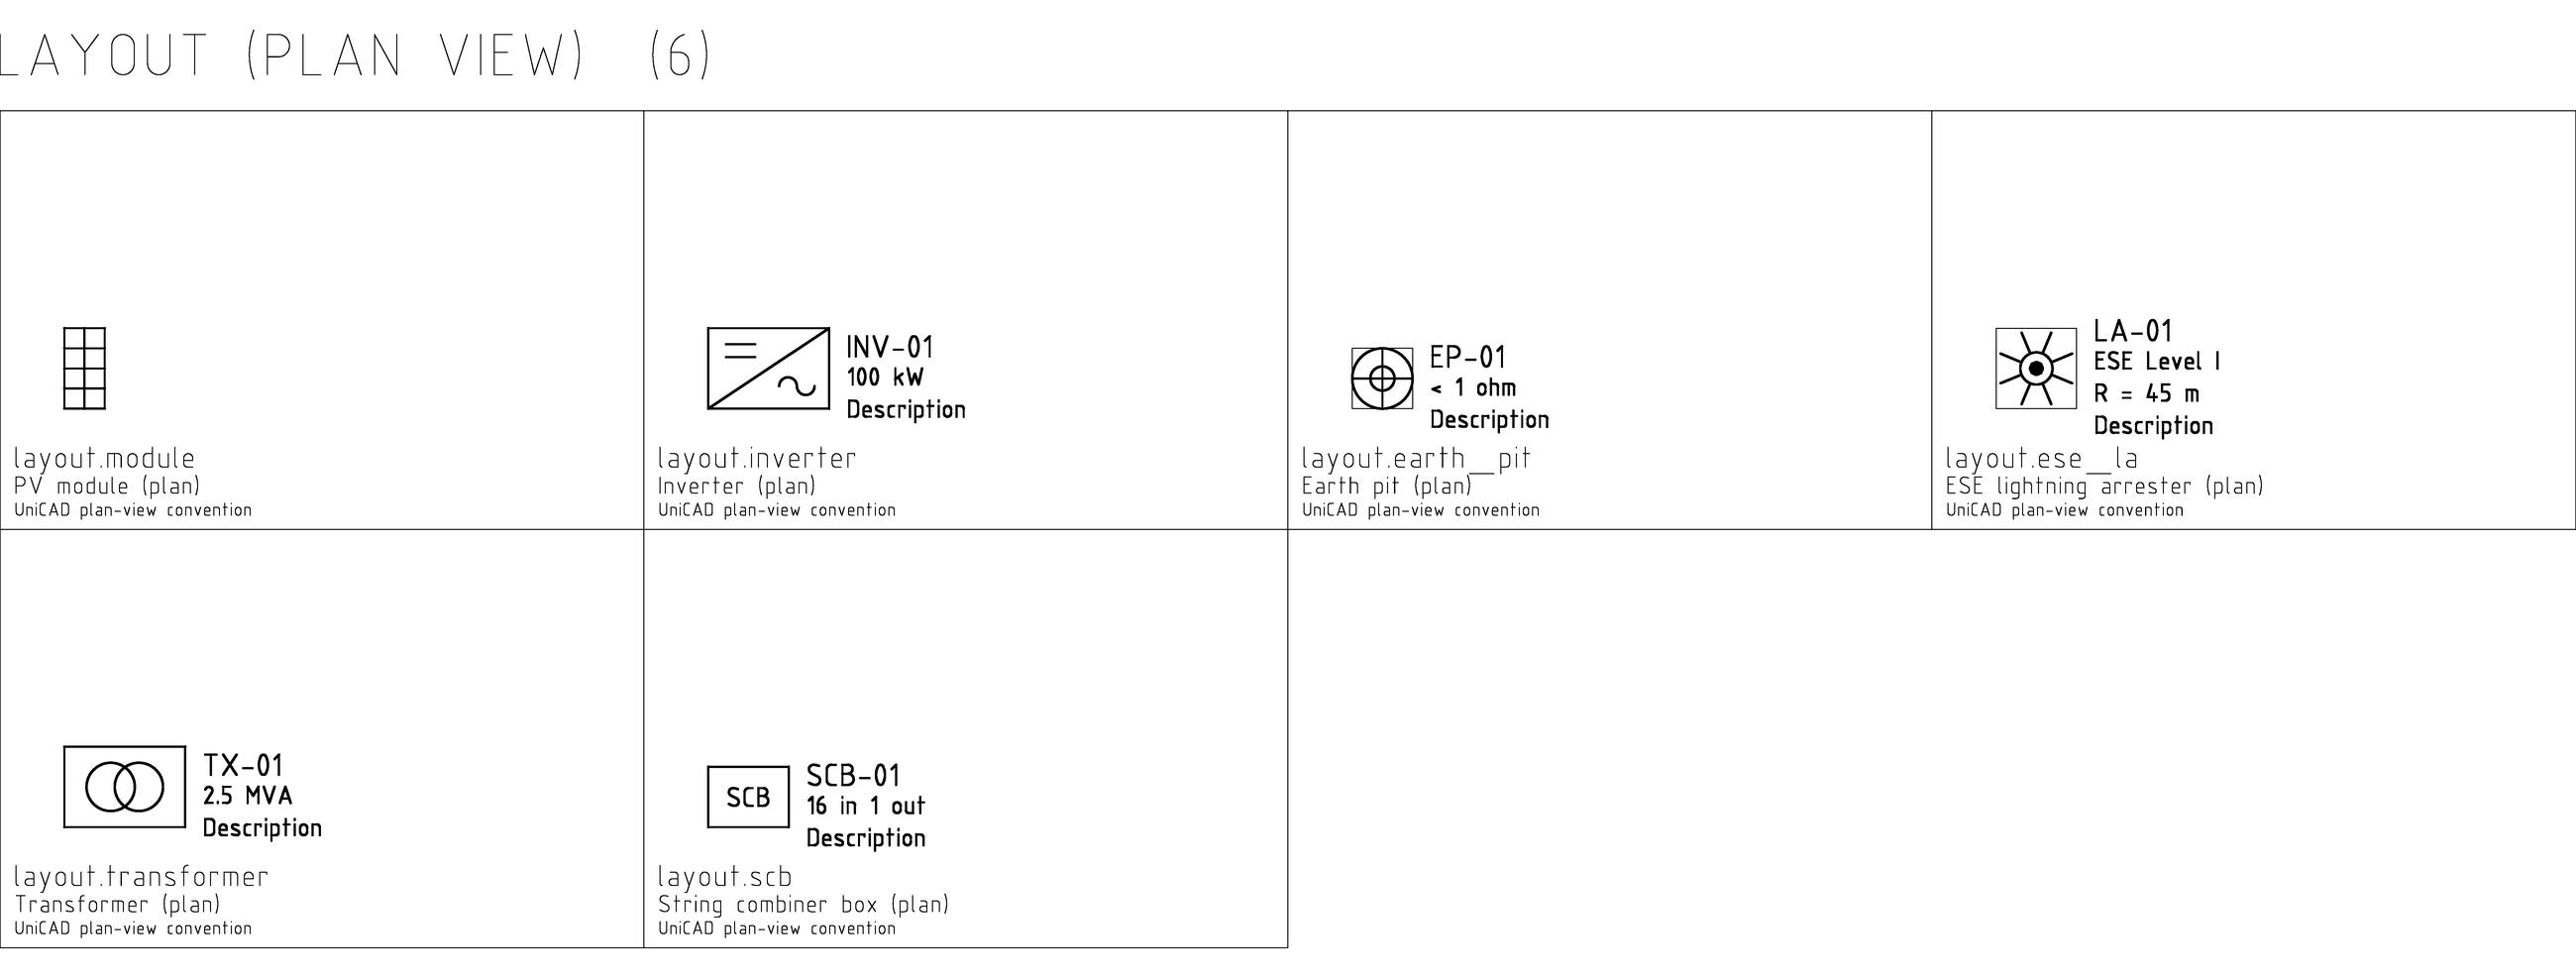 LAYOUT (PLAN VIEW) (6)
INV-01
100 kW
Description
EP-01
< 1 ohm
Description
LA-01
ESE Level I
R = 45 m
Description
layout.module
PV module (plan)
UniCAD plan-view convention
layout.inverter
Inverter (plan)
UniCAD plan-view convention
layout.earth__pit
Earth pit (plan)
UniCAD plan-view convention
layout.ese__la
ESE lightning arrester (plan)
UniCAD plan-view convention
TX-01
2.5 MVA
Description
SCB
SCB-01
16 in 1 out
Description
layout.transformer
Transformer (plan)
UniCAD plan-view convention
layout.scb
String combiner box (plan)
UniCAD plan-view convention